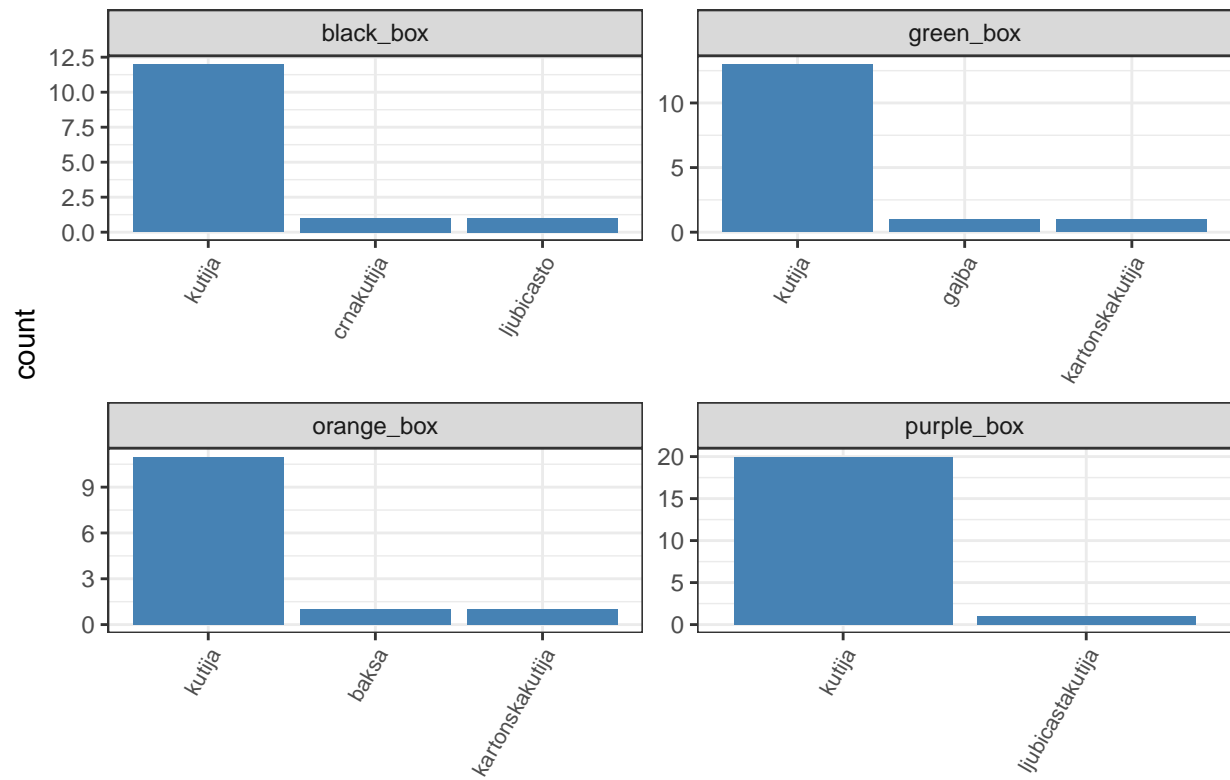 black_box
green_box
12.5
10.0
7.5
5.0
2.5
0.0
10
5
0
kutija
crnakutija
ljubicasto
kutija
gajba
kartonskakutija
count
orange_box
purple_box
9
6
3
0
20
15
10
5
0
kutija
baksa
kartonskakutija
kutija
ljubicastakutija